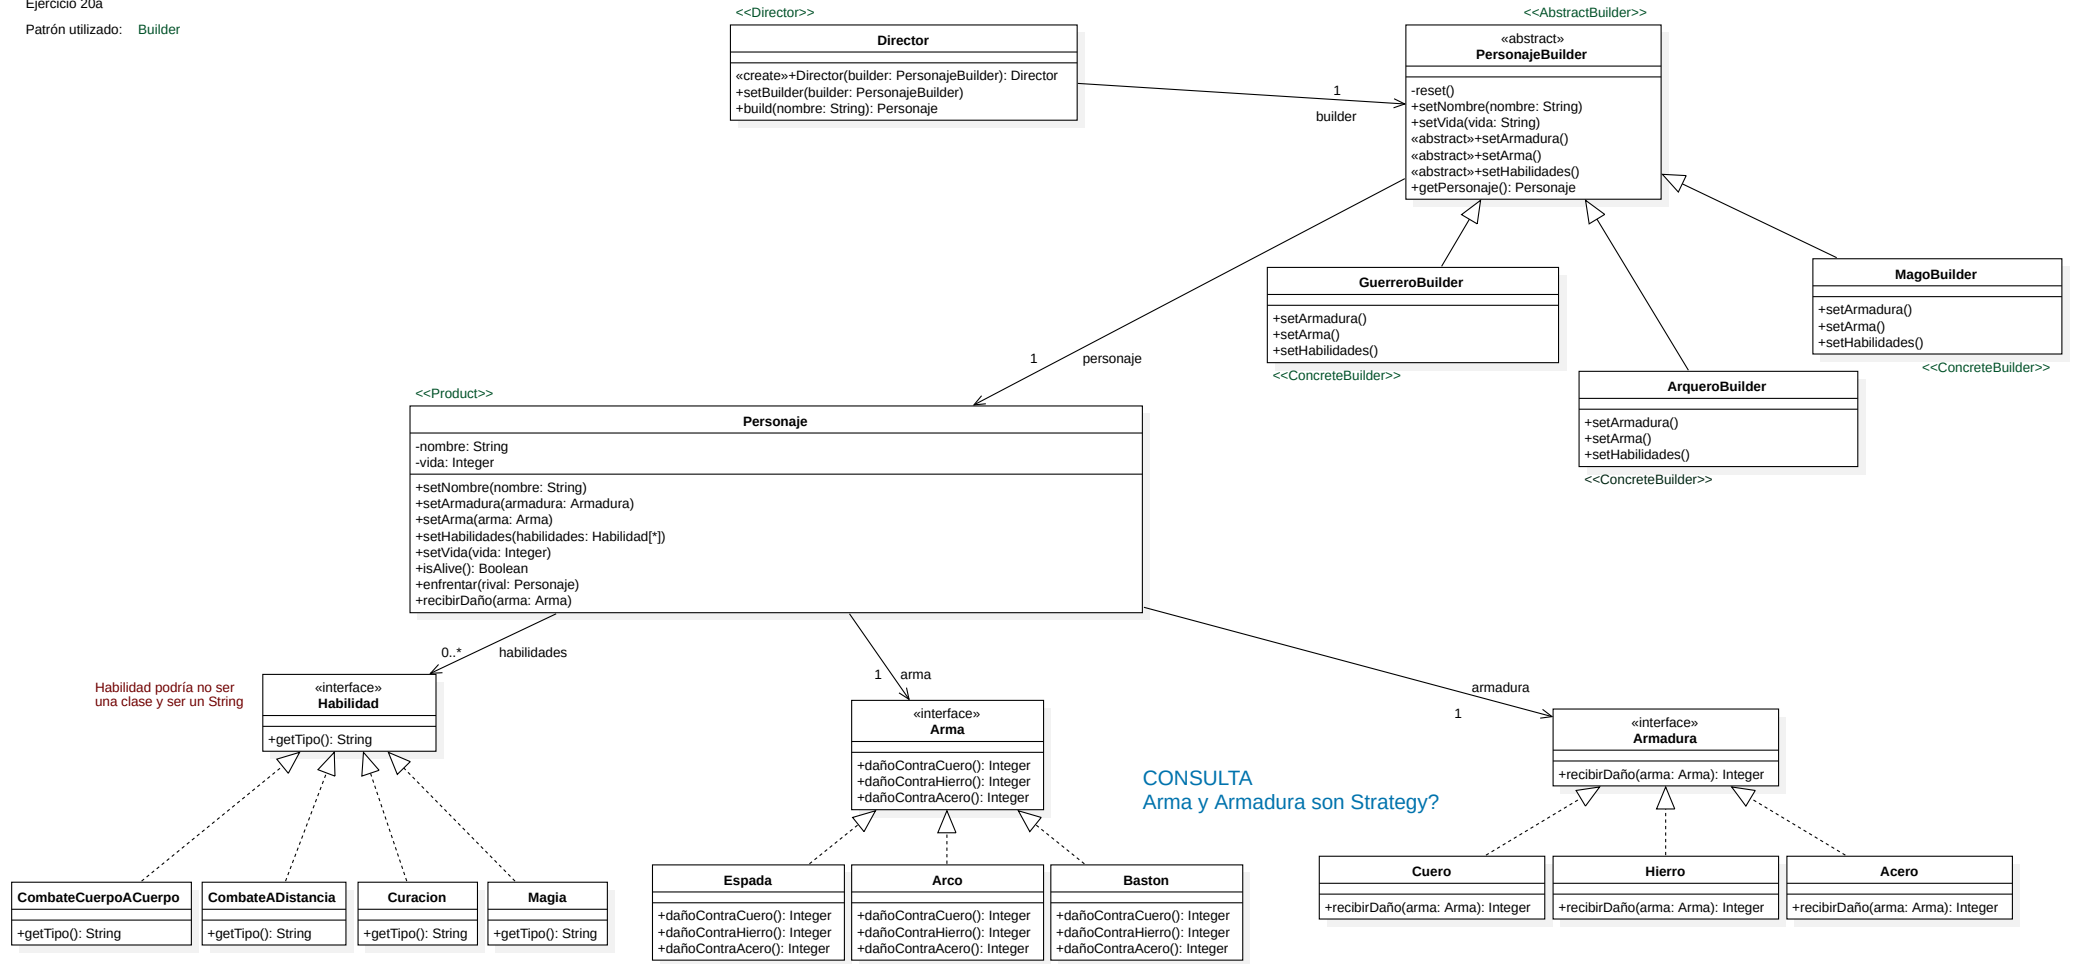 Ejercicio 20a
Patrón utilizado: Builder
<<Director>>
Director
«create»+Director(builder: PersonajeBuilder): Director
+setBuilder(builder: PersonajeBuilder)
+build(nombre: String): Personaje
1
builder
<<AbstractBuilder>>
«abstract»
PersonajeBuilder
-reset()
+setNombre(nombre: String)
+setVida(vida: String)
«abstract»+setArmadura()
«abstract»+setArma()
«abstract»+setHabilidades()
+getPersonaje(): Personaje
GuerreroBuilder
+setArmadura()
+setArma()
+setHabilidades()
<<ConcreteBuilder>>
MagoBuilder
+setArmadura()
+setArma()
+setHabilidades()
<<ConcreteBuilder>>
ArqueroBuilder
+setArmadura()
+setArma()
+setHabilidades()
<<ConcreteBuilder>>
1
personaje
<<Product>>
Personaje
-nombre: String
-vida: Integer
+setNombre(nombre: String)
+setArmadura(armadura: Armadura)
+setArma(arma: Arma)
+setHabilidades(habilidades: Habilidad[*])
+setVida(vida: Integer)
+isAlive(): Boolean
+enfrentar(rival: Personaje)
+recibirDaño(arma: Arma)
0..*
habilidades
1
arma
armadura
1
Habilidad podría no ser
una clase y ser un String
«interface»
Habilidad
+getTipo(): String
«interface»
Arma
+dañoContraCuero(): Integer
+dañoContraHierro(): Integer
+dañoContraAcero(): Integer
CONSULTA
Arma y Armadura son Strategy?
«interface»
Armadura
+recibirDaño(arma: Arma): Integer
CombateCuerpoACuerpo
+getTipo(): String
CombateADistancia
+getTipo(): String
Curacion
+getTipo(): String
Magia
+getTipo(): String
Espada
+dañoContraCuero(): Integer
+dañoContraHierro(): Integer
+dañoContraAcero(): Integer
Arco
+dañoContraCuero(): Integer
+dañoContraHierro(): Integer
+dañoContraAcero(): Integer
Baston
+dañoContraCuero(): Integer
+dañoContraHierro(): Integer
+dañoContraAcero(): Integer
Cuero
+recibirDaño(arma: Arma): Integer
Hierro
+recibirDaño(arma: Arma): Integer
Acero
+recibirDaño(arma: Arma): Integer